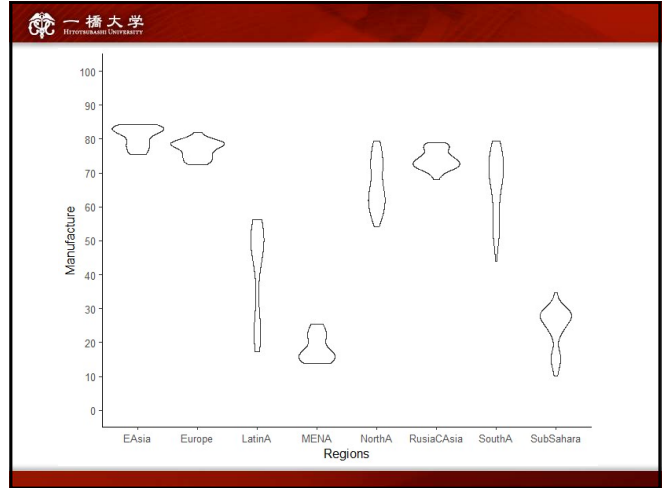 一橋大学
HITOTSUBASHI UNIVERSITY
100
90
80
70
60
50
40
30
20
10
0
Manufacture
EAsia Europe LatinA MENA NorthA RusiaCAsia SouthA SubSahara
Regions